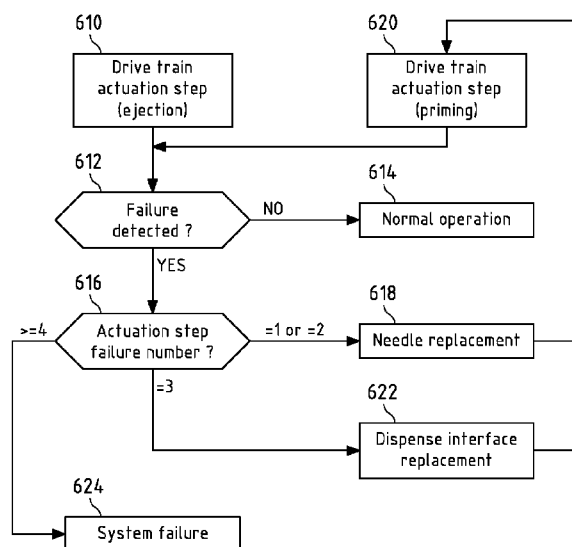 610
Drive train
actuation step
(ejection)
620
Drive train
actuation step
(priming)
612
Failure
detected ?
NO
614
Normal operation
YES
616
>=4
Actuation step
failure number ?
=1 or =2
618
Needle replacement
=3
622
Dispense interface
replacement
624
System failure